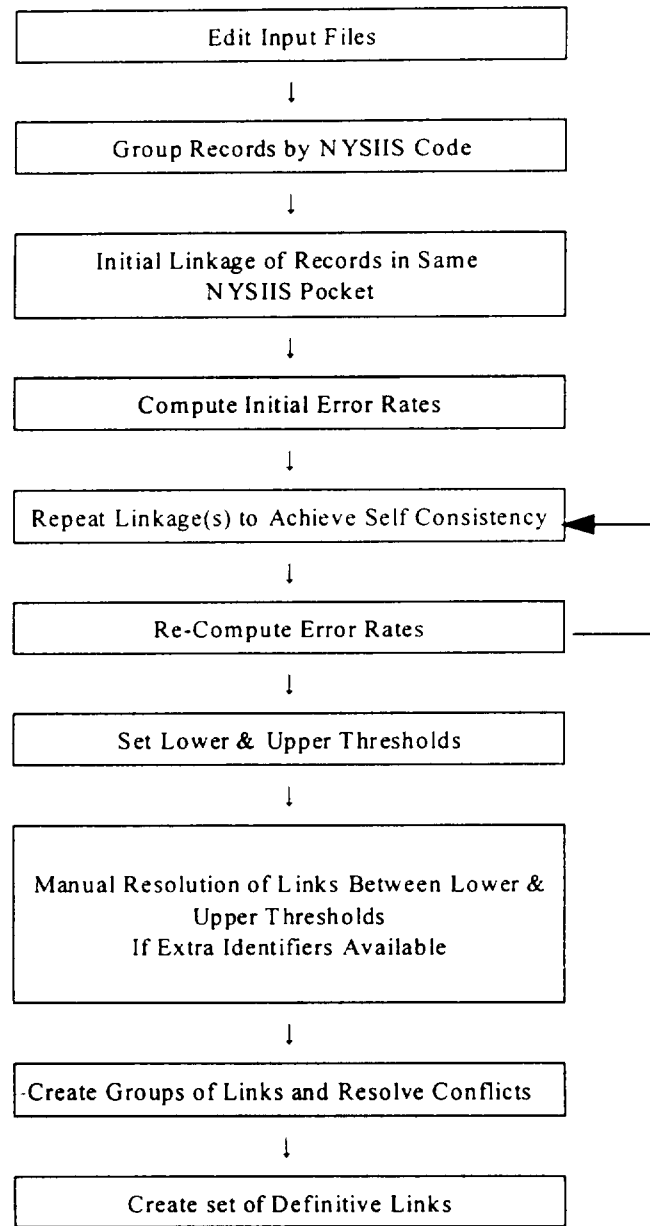 Edit Input Files
Group Records by NYSIIS Code
Initial Linkage of Records in Same
NYSIIS Pocket
Compute Initial Error Rates
Repeat Linkage(s) to Achieve Self Consistency
Re-Compute Error Rates
Set Lower & Upper Thresholds
Manual Resolution of Links Between Lower &
Upper Thresholds
If Extra Identifiers Available
Create Groups of Links and Resolve Conflicts
Create set of Definitive Links